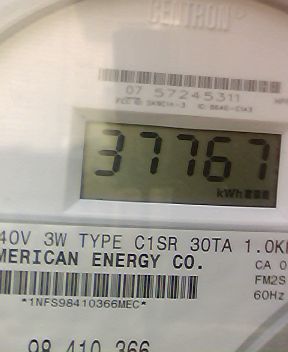 CENTRON®
07 57245311
37767
kWh
40V 3W TYPE C1SR 30TA 1.0K
MERICAN ENERGY CO.
CA 0
FM2S
60Hz
*1NFS98410366MEC*
98 410 366